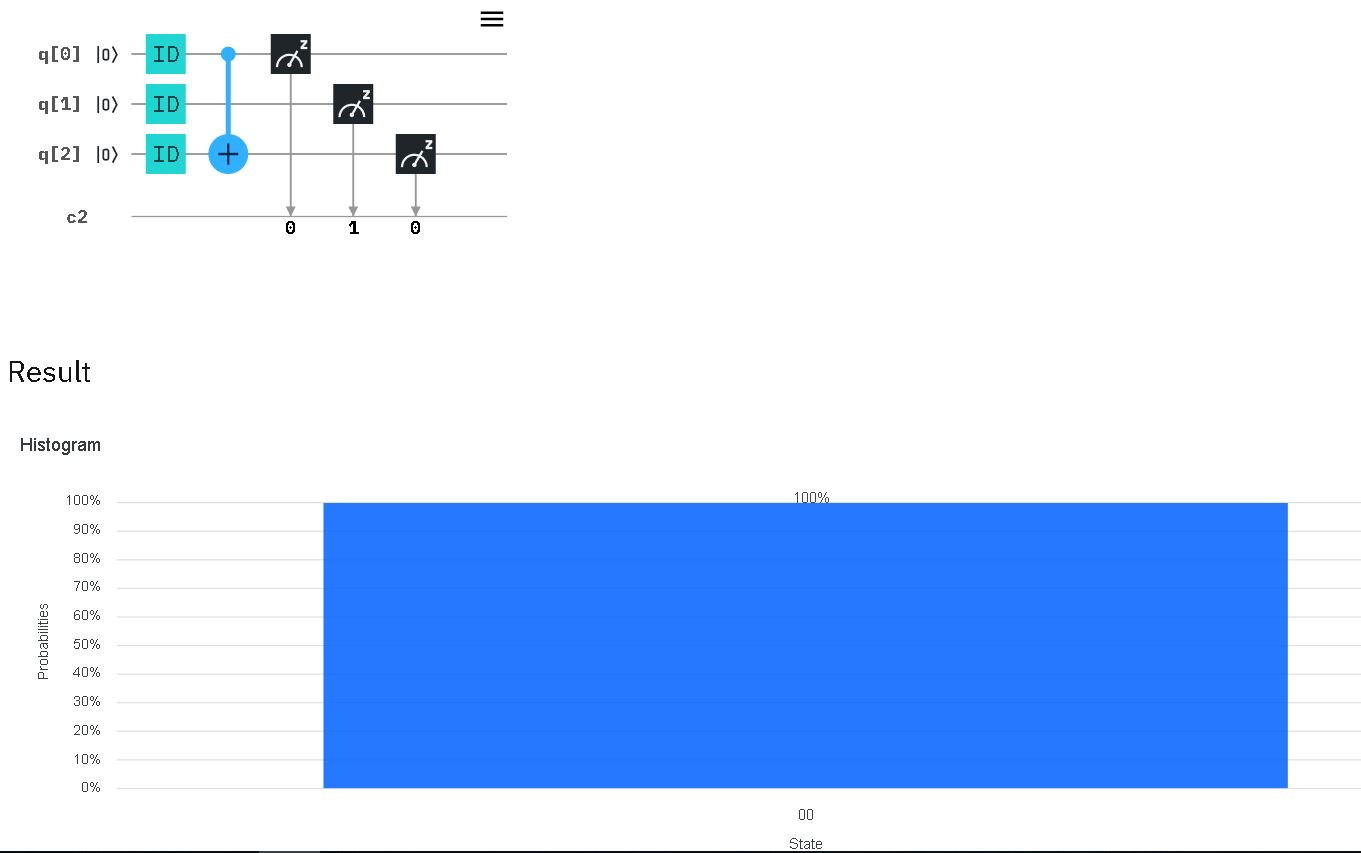 q[0] |0⟩ ID z
q[1] |0⟩ ID z
q[2] |0⟩ ID + z
c2
0 1 0
Result
Histogram
100%
100%
90%
80%
70%
60%
50%
40%
30%
20%
10%
0%
Probabilities
00
State